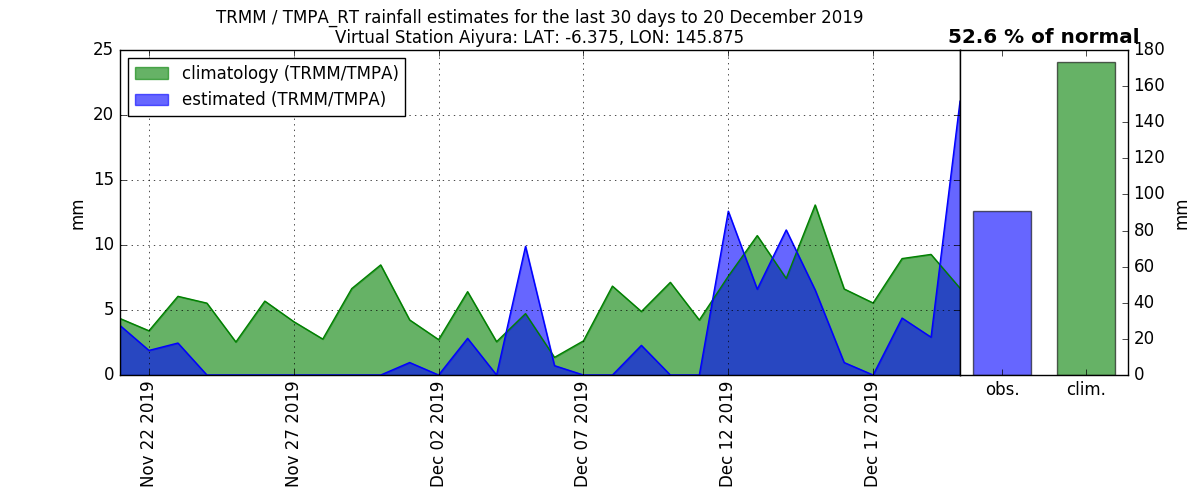 TRMM / TMPA_RT rainfall estimates for the last 30 days to 20 December 2019
Virtual Station Aiyura: LAT: -6.375, LON: 145.875
52.6 % of normal
climatology (TRMM/TMPA)
estimated (TRMM/TMPA)
25
20
15
10
5
0
mm
Nov 22 2019
Nov 27 2019
Dec 02 2019
Dec 07 2019
Dec 12 2019
Dec 17 2019
obs.
clim.
180
160
140
120
100
80
60
40
20
0
mm